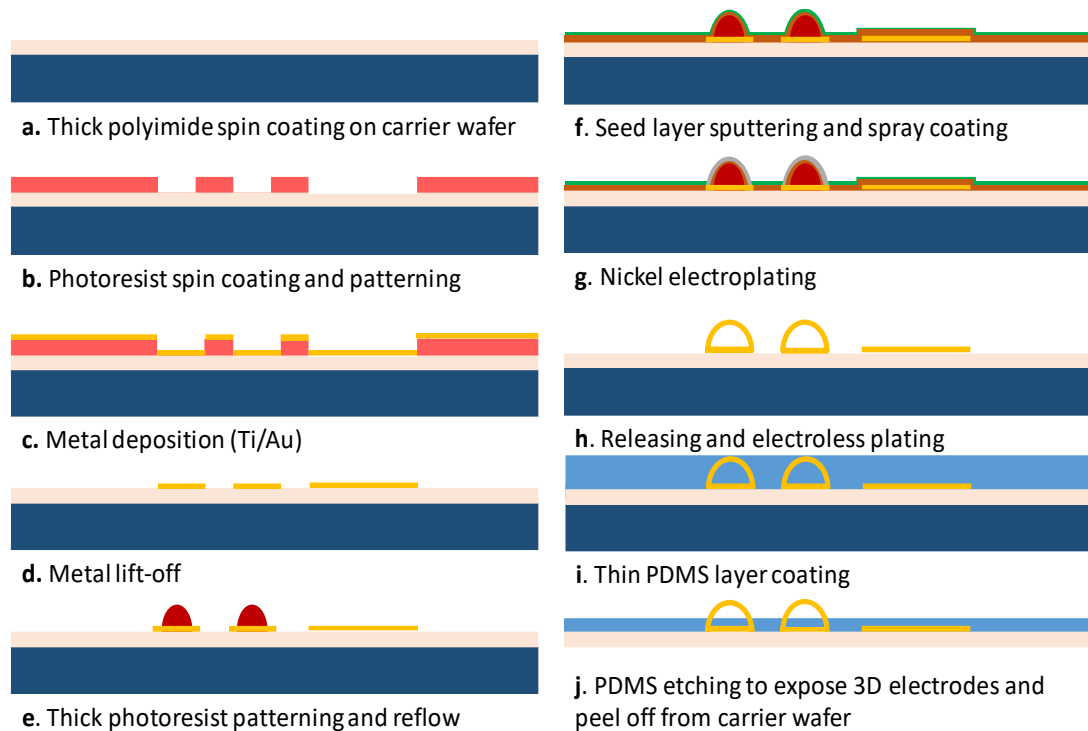 a. Thick polyimide spin coating on carrier wafer
b. Photoresist spin coating and patterning
c. Metal deposition (Ti/Au)
d. Metal lift-off
e. Thick photoresist patterning and reflow
f. Seed layer sputtering and spray coating
g. Nickel electroplating
h. Releasing and electroless plating
i. Thin PDMS layer coating
j. PDMS etching to expose 3D electrodes and
peel off from carrier wafer